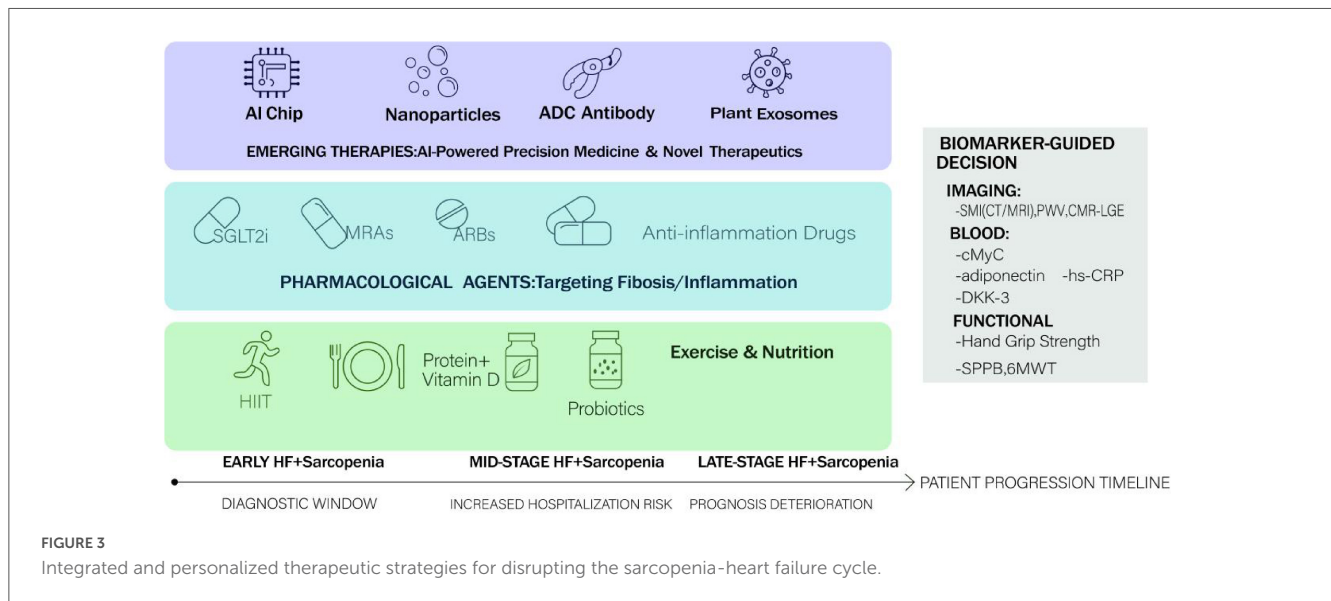 AI Chip
Nanoparticles
ADC Antibody
Plant Exosomes
EMERGING THERAPIES:AI-Powered Precision Medicine & Novel Therapeutics
SGLT2i
MRAs
ARBs
Anti-inflammation Drugs
PHARMACOLOGICAL AGENTS:Targeting Fibosis/Inflammation
HIIT
Protein+
Vitamin D
Probiotics
Exercise & Nutrition
BIOMARKER-GUIDED
DECISION
IMAGING:
-SMI(CT/MRI),PWV,CMR-LGE
BLOOD:
-cMyC
-adiponectin -hs-CRP
-DKK-3
FUNCTIONAL
-Hand Grip Strength
-SPPB,6MWT
EARLY HF+Sarcopenia
MID-STAGE HF+Sarcopenia
LATE-STAGE HF+Sarcopenia
PATIENT PROGRESSION TIMELINE
DIAGNOSTIC WINDOW
INCREASED HOSPITALIZATION RISK
PROGNOSIS DETERIORATION
FIGURE 3
Integrated and personalized therapeutic strategies for disrupting the sarcopenia-heart failure cycle.